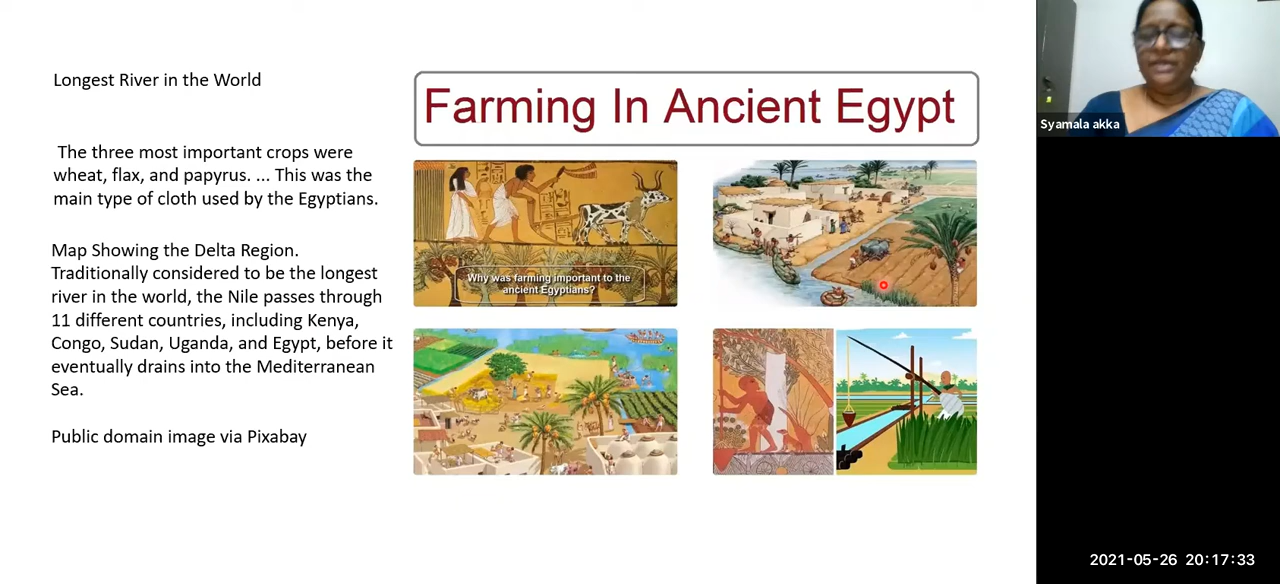 Longest River in the World
The three most important crops were
wheat, flax, and papyrus. ... This was the
main type of cloth used by the Egyptians.
Map Showing the Delta Region.
Traditionally considered to be the longest
river in the world, the Nile passes through
11 different countries, including Kenya,
Congo, Sudan, Uganda, and Egypt, before it
eventually drains into the Mediterranean
Sea.
Public domain image via Pixabay
Farming In Ancient Egypt
Why was farming important to the
ancient Egyptians?
Syamala akka
2021-05-26 20:17:33